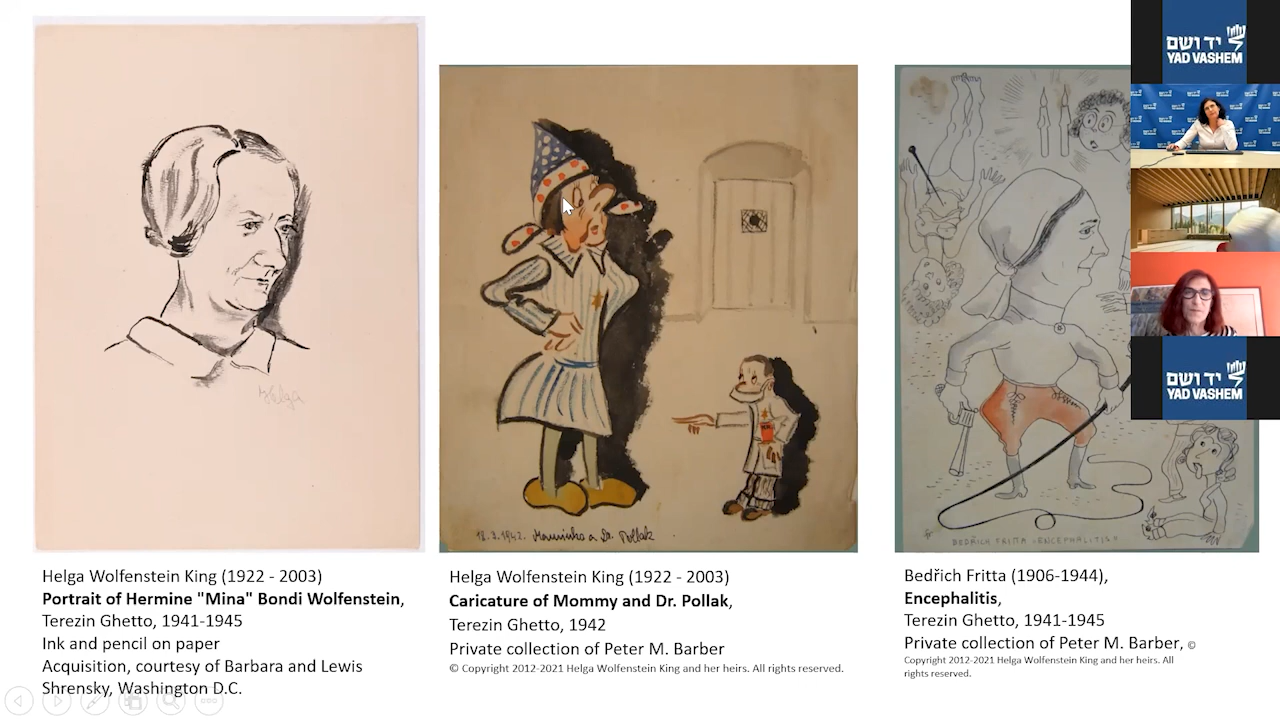 Helga
Helga Wolfenstein King (1922 - 2003)
Portrait of Hermine "Mina" Bondi Wolfenstein,
Terezin Ghetto, 1941-1945
Ink and pencil on paper
Acquisition, courtesy of Barbara and Lewis
Shrensky, Washington D.C.
18.3.1942. Maminka a Dr. Pollak
Helga Wolfenstein King (1922 - 2003)
Caricature of Mommy and Dr. Pollak,
Terezin Ghetto, 1942
Private collection of Peter M. Barber
© Copyright 2012-2021 Helga Wolfenstein King and her heirs. All rights reserved.
BEDŘICH FRITTA "ENCEPHALITIS"
Bedřich Fritta (1906-1944),
Encephalitis,
Terezin Ghetto, 1941-1945
Private collection of Peter M. Barber, ©
Copyright 2012-2021 Helga Wolfenstein King and her heirs. All
rights reserved.
יד ושם
YAD VASHEM
יד ושם
YAD VASHEM